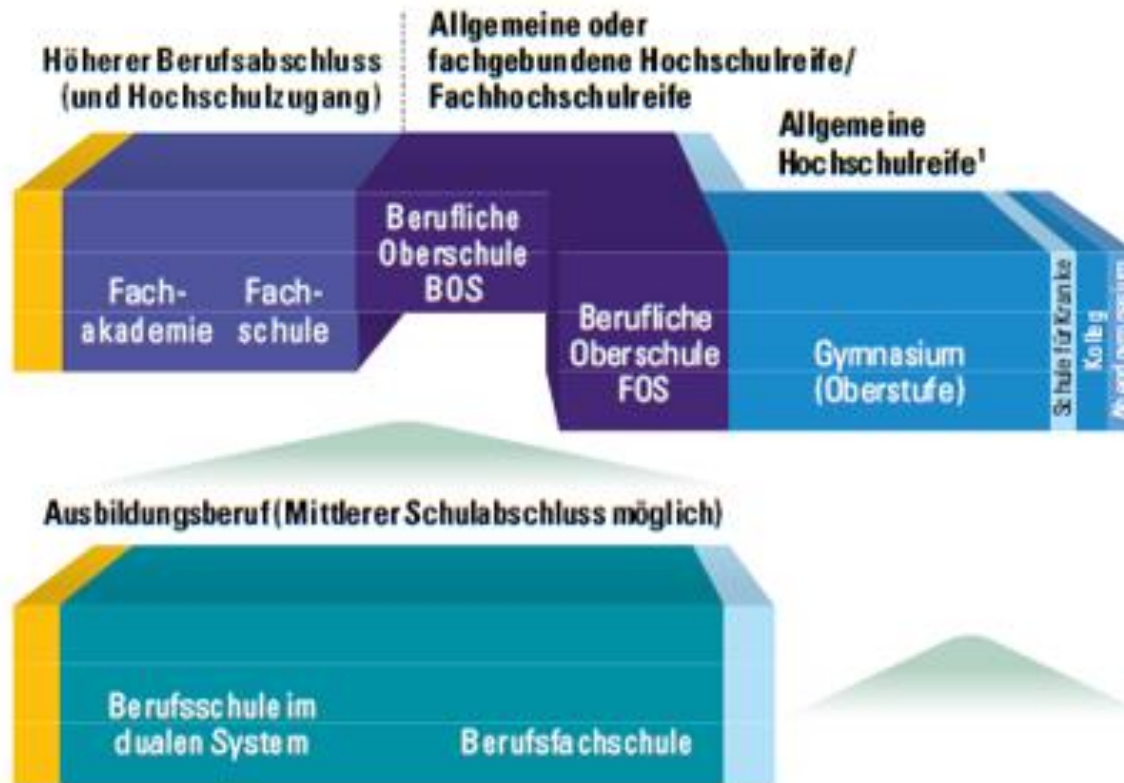 Höherer Berufsabschluss
(und Hochschulzugang)
Allgemeine oder
fachgebundene Hochschulreife/
Fachhochschulreife
Allgemeine
Hochschulreife¹
Fach-
akademie
Fach-
schule
Berufliche
Oberschule
BOS
Berufliche
Oberschule
FOS
Gymnasium
(Oberstufe)
Schule für Kranke
Kolleg
Abendgymnasium
Ausbildungsberuf (Mittlerer Schulabschluss möglich)
Berufsschule im
dualen System
Berufsfachschule